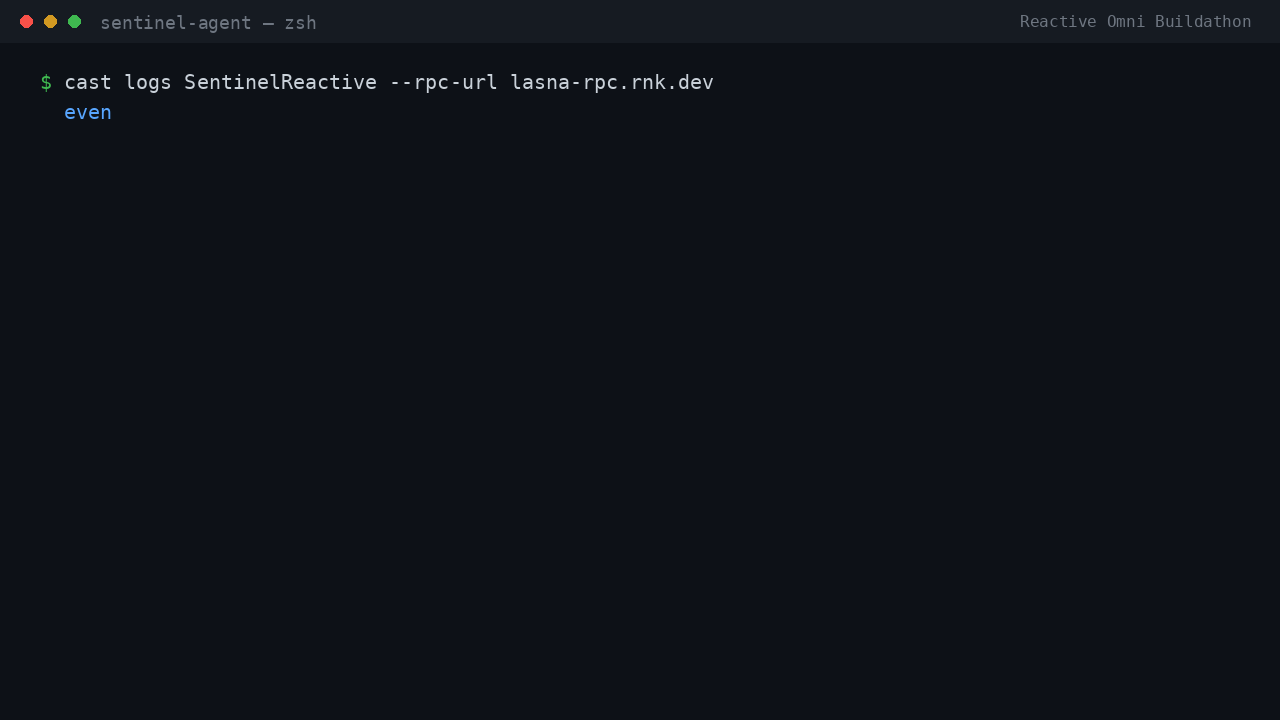 sentinel-agent — zsh
Reactive Omni Buildathon
$ cast logs SentinelReactive --rpc-url lasna-rpc.rnk.dev
even